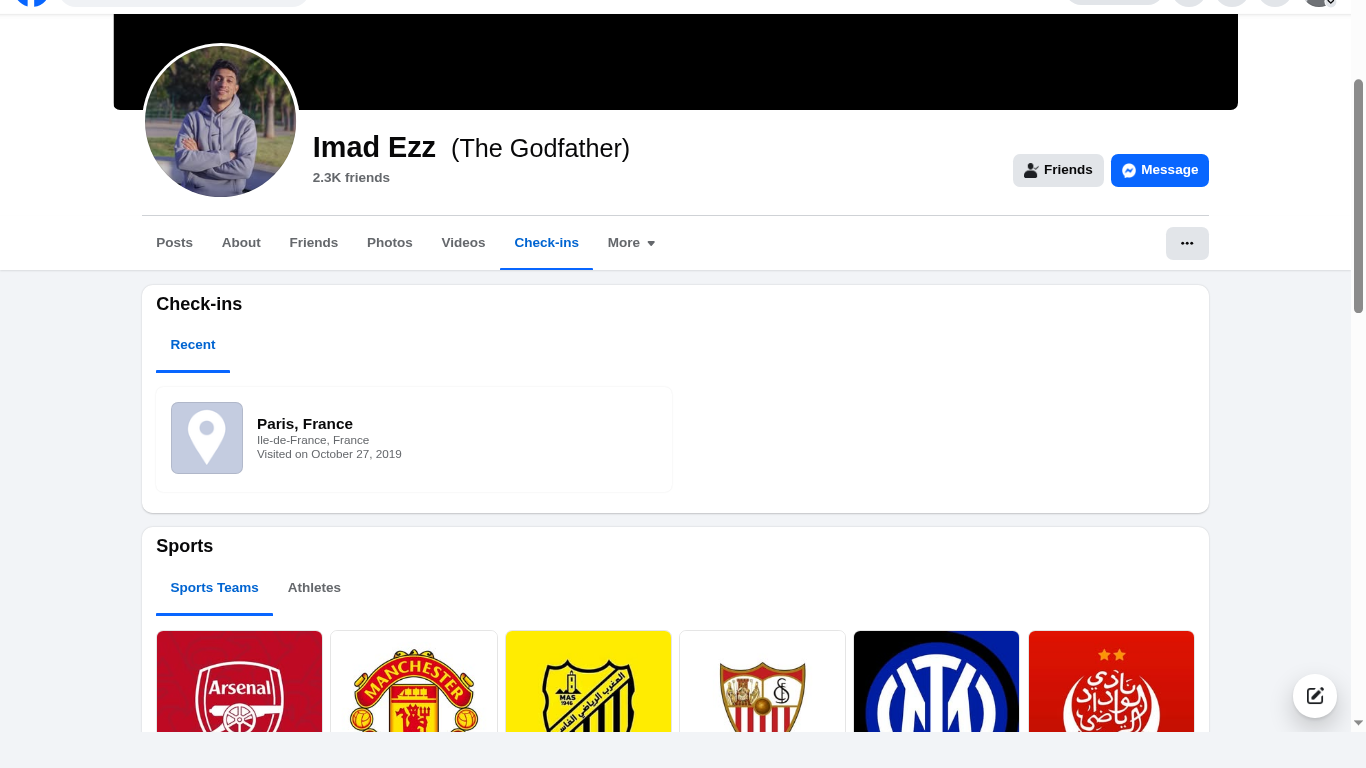 Imad Ezz (The Godfather)
2.3K friends
Friends
Message
Posts
About
Friends
Photos
Videos
Check-ins
More
Check-ins
Recent
Paris, France
Ile-de-France, France
Visited on October 27, 2019
Sports
Sports Teams
Athletes
Arsenal
MANCHESTER
MAS
1946
المغرب الرياضي الفاسي
نادي
الوداد
الرياضي